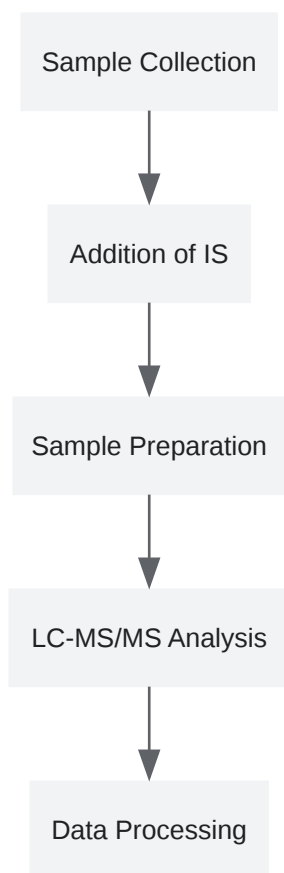 Sample Collection
Addition of IS
Sample Preparation
LC-MS/MS Analysis
Data Processing